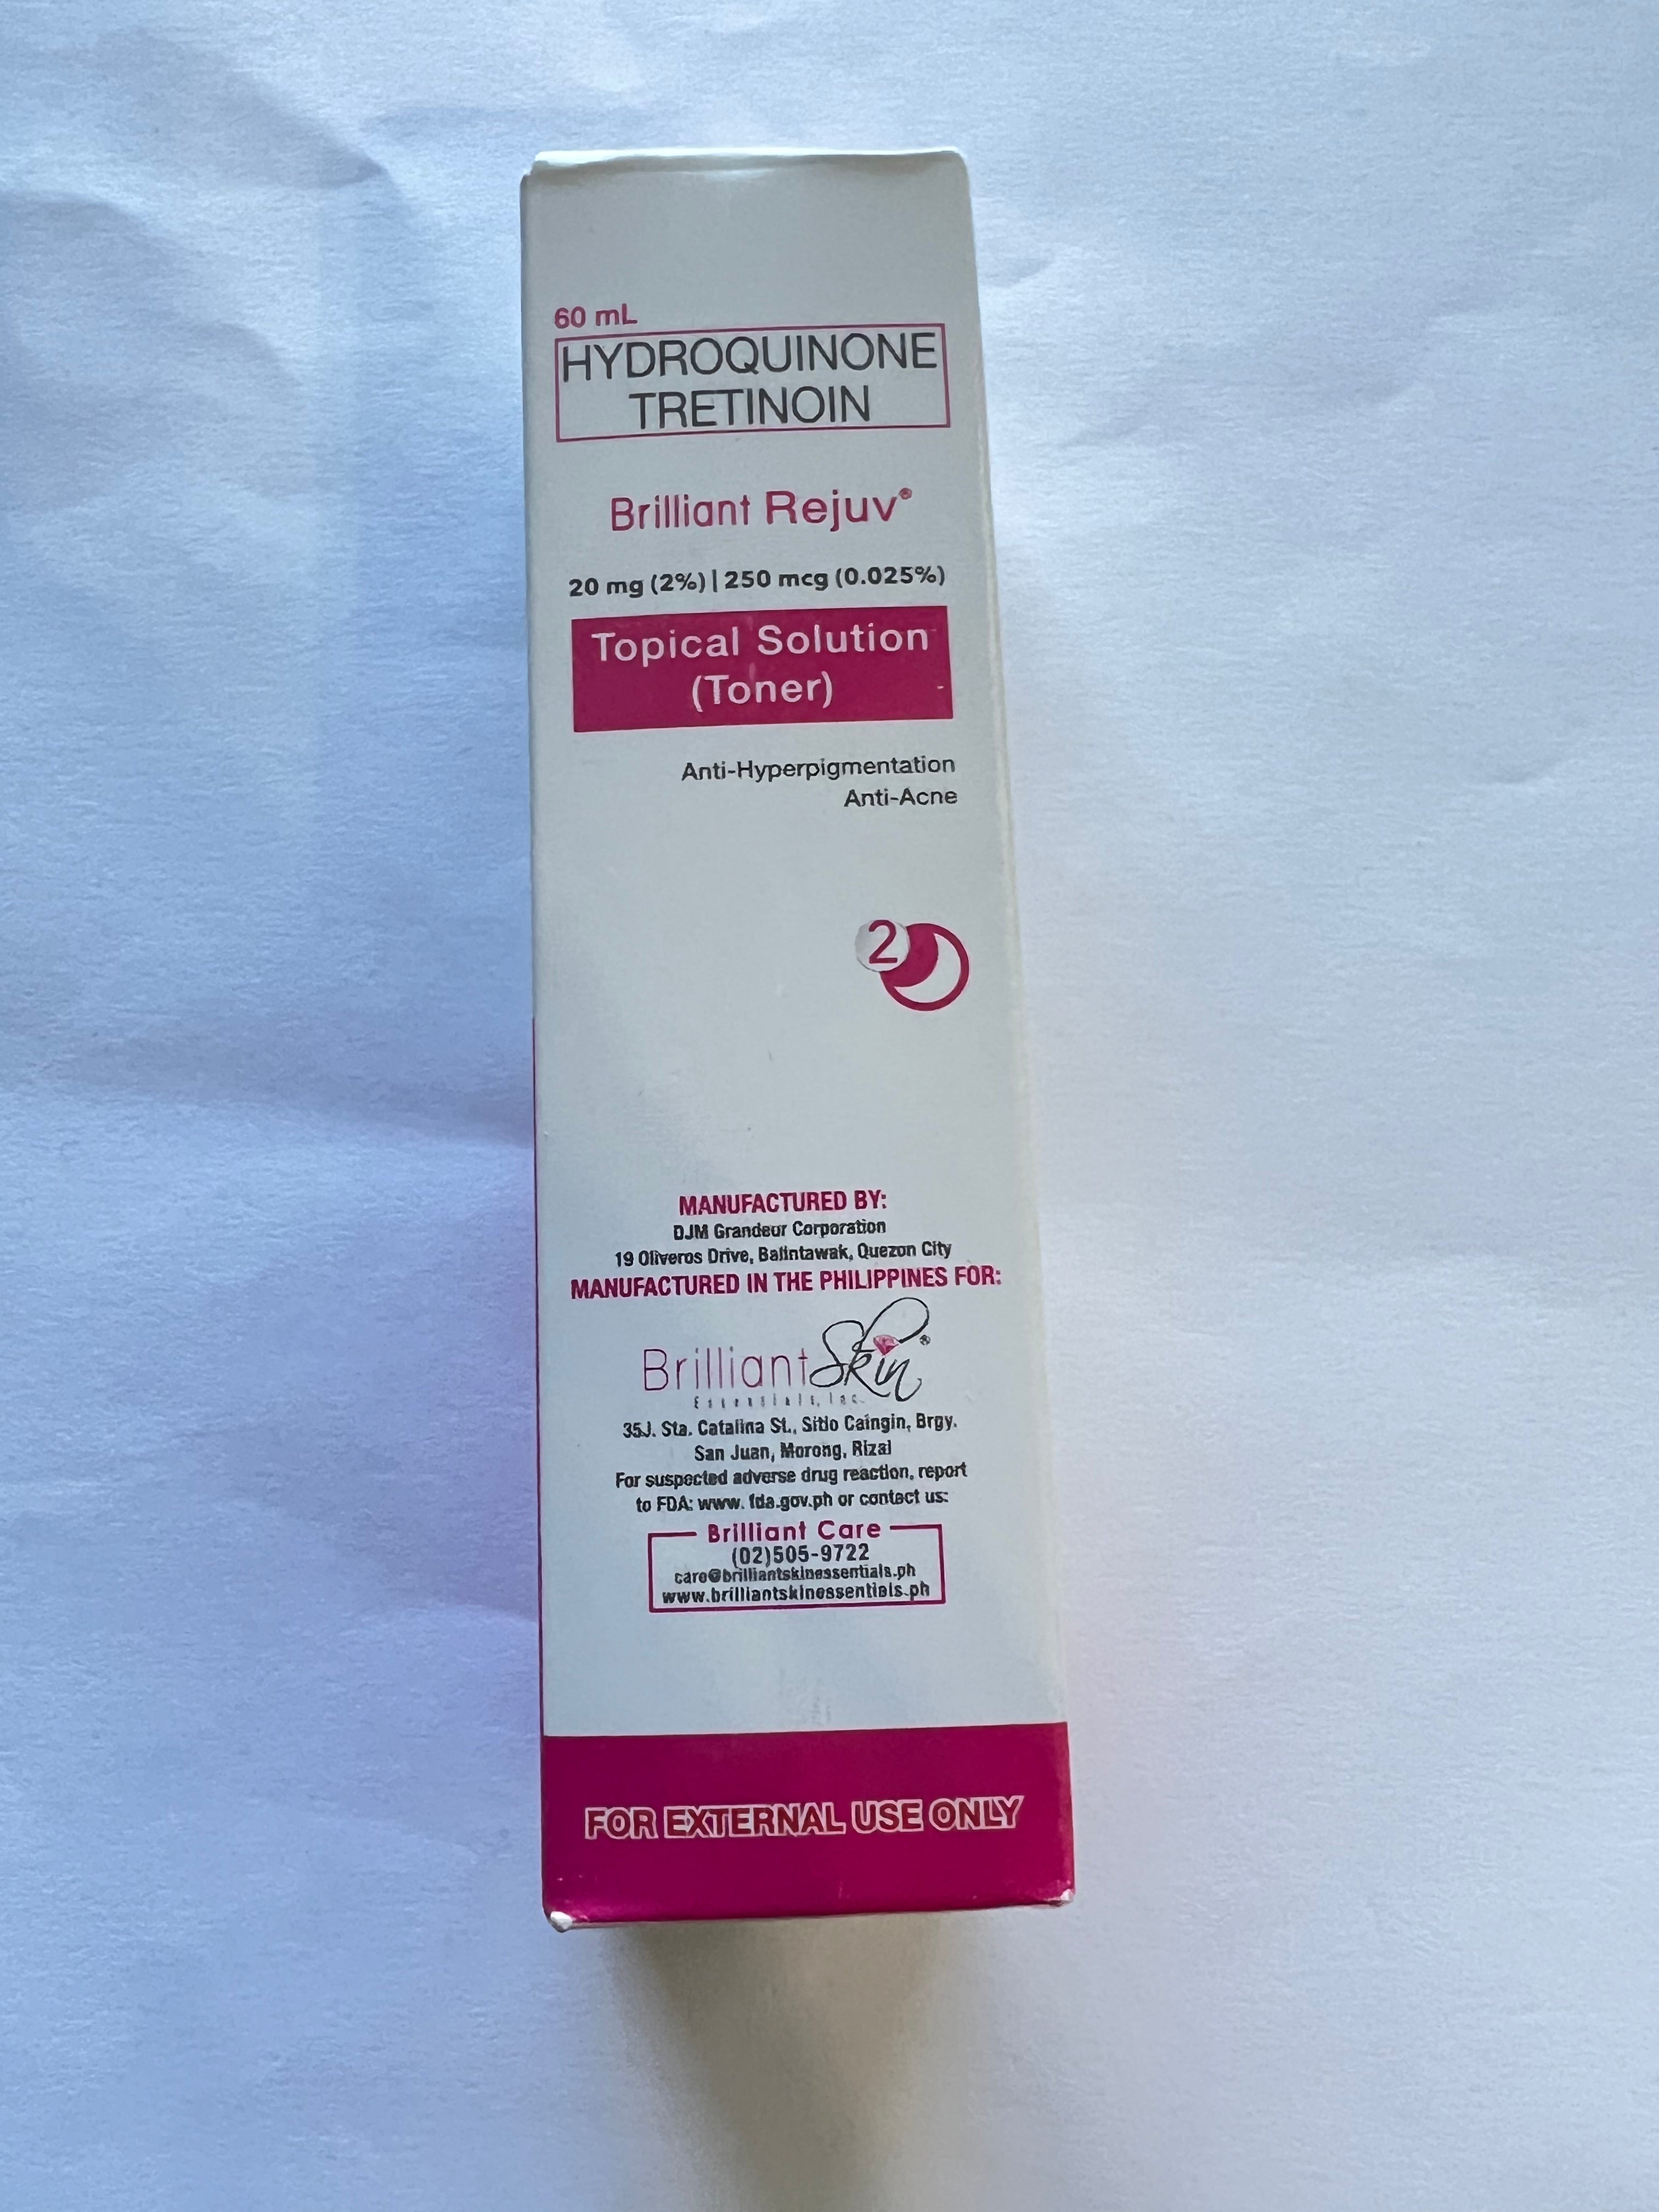 60 mL
HYDROQUINONE
TRETINOIN
Brilliant Rejuv®
20 mg (2%) | 250 mcg (0.025%)
Topical Solution
(Toner)
Anti-Hyperpigmentation
Anti-Acne
2
MANUFACTURED BY:
DJM Grandeur Corporation
19 Oliveros Drive, Balintawak, Quezon City
MANUFACTURED IN THE PHILIPPINES FOR:
Brilliant Skin®
Essentials, Inc.
35J. Sta. Catalina St., Sitio Caingin, Brgy.
San Juan, Morong, Rizal
For suspected adverse drug reaction, report
to FDA: www. fda.gov.ph or contact us:
Brilliant Care
(02)505-9722
care@brilliantskinessentials.ph
www.brilliantskinessentials.ph
FOR EXTERNAL USE ONLY